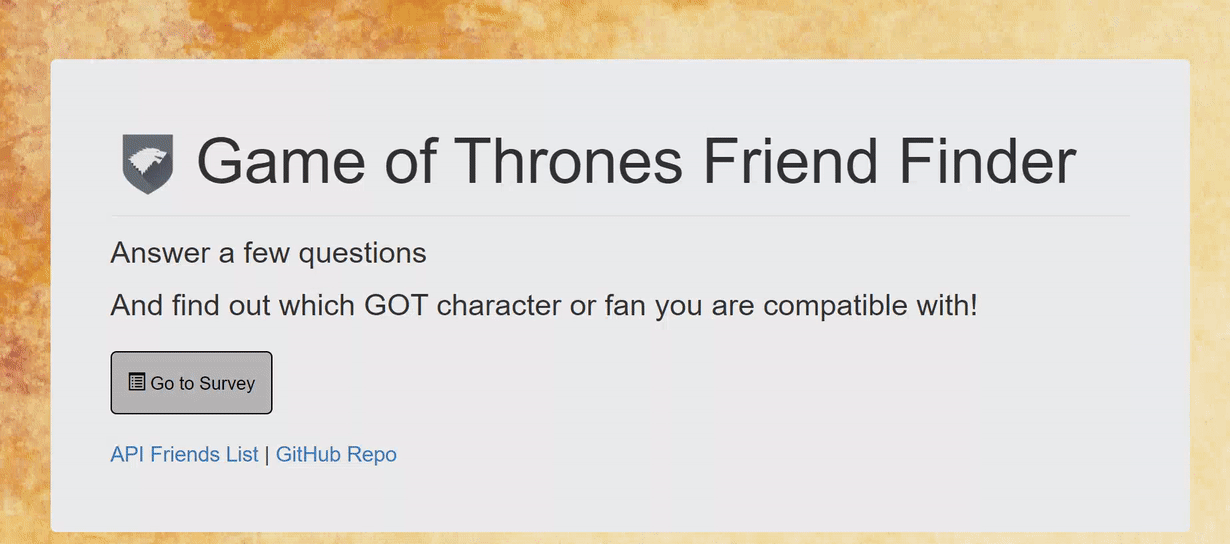 Game of Thrones Friend Finder
Answer a few questions
And find out which GOT character or fan you are compatible with!
Go to Survey
API Friends List | GitHub Repo